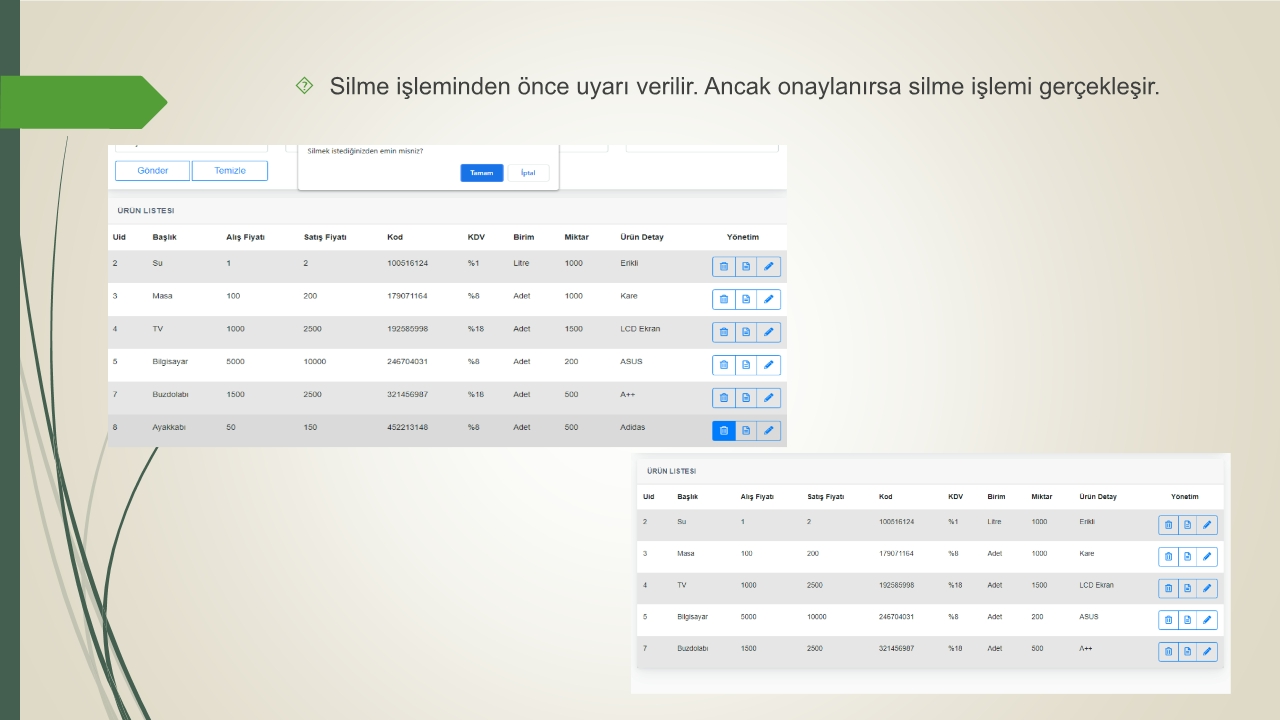 Silme işleminden önce uyarı verilir. Ancak onaylanırsa silme işlemi gerçekleşir.
Silmek istediğinizden emin misniz?
Gönder Temizle Tamam İptal
ÜRÜN LISTESI
Uid Başlık Alış Fiyatı Satış Fiyatı Kod KDV Birim Miktar Ürün Detay Yönetim
2 Su 1 2 100516124 %1 Litre 1000 Erikli
3 Masa 100 200 179071164 %8 Adet 1000 Kare
4 TV 1000 2500 192585998 %18 Adet 1500 LCD Ekran
5 Bilgisayar 5000 10000 246704031 %8 Adet 200 ASUS
7 Buzdolabı 1500 2500 321456987 %18 Adet 500 A++
8 Ayakkabı 50 150 452213148 %8 Adet 500 Adidas
ÜRÜN LISTESI
Uid Başlık Alış Fiyatı Satış Fiyatı Kod KDV Birim Miktar Ürün Detay Yönetim
2 Su 1 2 100516124 %1 Litre 1000 Erikli
3 Masa 100 200 179071164 %8 Adet 1000 Kare
4 TV 1000 2500 192585998 %18 Adet 1500 LCD Ekran
5 Bilgisayar 5000 10000 246704031 %8 Adet 200 ASUS
7 Buzdolabı 1500 2500 321456987 %18 Adet 500 A++